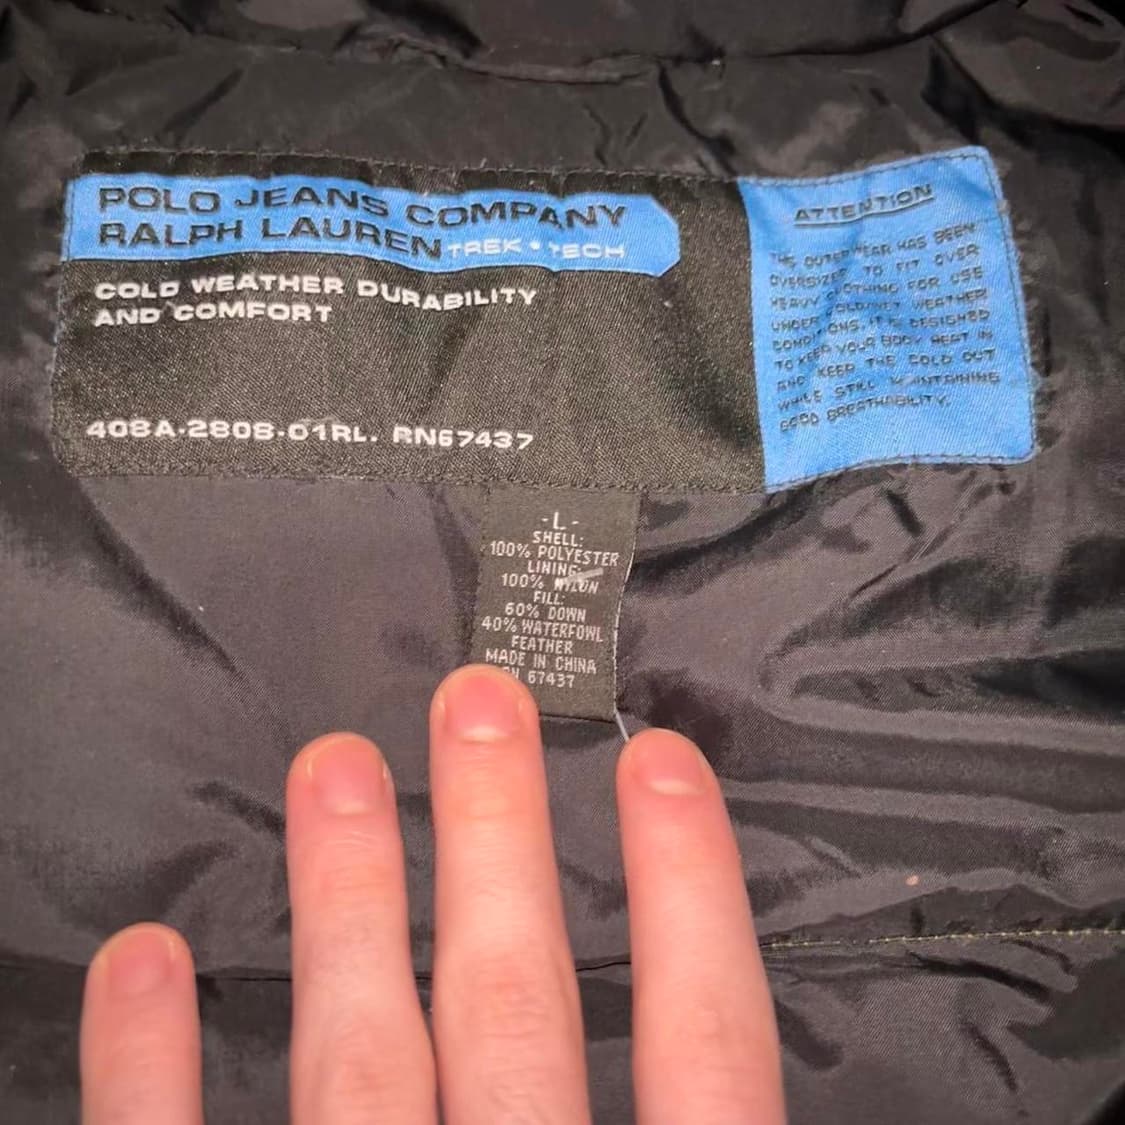 POLO JEANS COMPANY
RALPH LAUREN TREK • TECH
COLD WEATHER DURABILITY
AND COMFORT
408A-280S-01RL. RN67437
ATTENTION
THE OUTERWEAR HAS BEEN
OVERSIZED TO FIT OVER
HEAVY CLOTHING FOR USE
UNDER COLD/WET WEATHER
CONDITIONS. IT IS DESIGNED
TO KEEP YOUR BODY HEAT IN
AND KEEP THE COLD OUT
WHILE STILL MAINTAINING
GOOD BREATHABILITY.
-L-
SHELL:
100% POLYESTER
LINING:
100% NYLON
FILL:
60% DOWN
40% WATERFOWL
FEATHER
MADE IN CHINA
67437